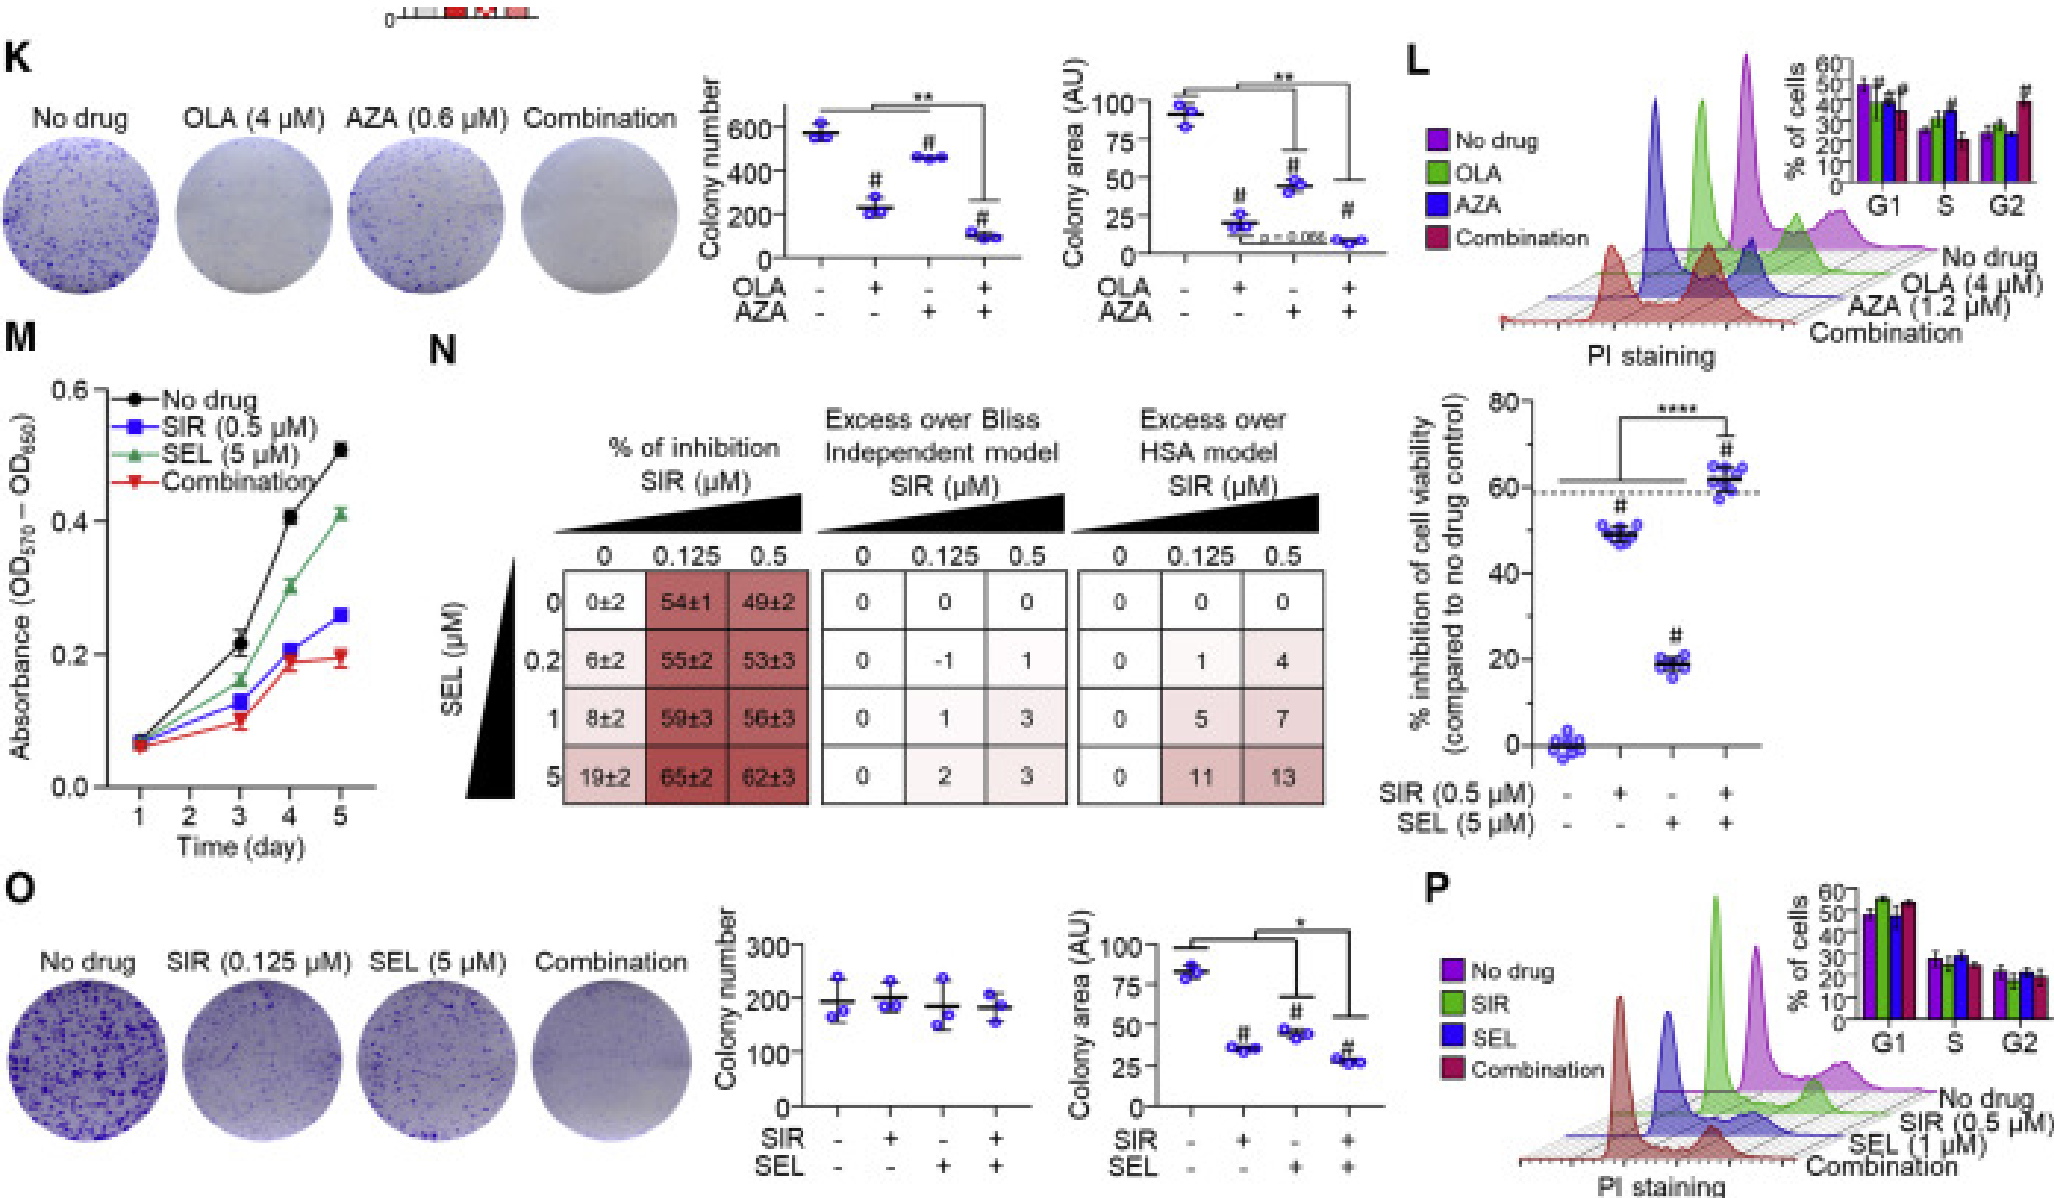 0
K
No drug
OLA (4 µM)
AZA (0.6 µM)
Combination
Colony number
600
400
200
0
**
#
#
#
OLA - + - +
AZA - - + +
Colony area (AU)
100
75
50
25
0
**
#
#
#
p = 0.066
OLA - + - +
AZA - - + +
L
No drug
OLA
AZA
Combination
% of cells
60
50
40
30
20
10
0
# # #
#
#
G1 S G2
No drug
OLA (4 µM)
AZA (1.2 µM)
Combination
PI staining
M
Absorbance (OD570 – OD650)
0.6
0.4
0.2
0.0
No drug
SIR (0.5 µM)
SEL (5 µM)
Combination
1 2 3 4 5
Time (day)
N
% of inhibition
SIR (µM)
0 0.125 0.5
SEL (µM)
0 0±2 54±1 49±2
0.2 6±2 55±2 53±3
1 8±2 59±3 56±3
5 19±2 65±2 62±3
Excess over Bliss
Independent model
SIR (µM)
0 0.125 0.5
0 0 0
0 -1 1
0 1 3
0 2 3
Excess over
HSA model
SIR (µM)
0 0.125 0.5
0 0 0
0 1 4
0 5 7
0 11 13
% inhibition of cell viability
(compared to no drug control)
80
60
40
20
0
****
#
#
#
SIR (0.5 µM) - + - +
SEL (5 µM) - - + +
O
No drug
SIR (0.125 µM)
SEL (5 µM)
Combination
Colony number
300
200
100
0
SIR - + - +
SEL - - + +
Colony area (AU)
100
75
50
25
0
*
#
#
#
SIR - + - +
SEL - - + +
P
No drug
SIR
SEL
Combination
% of cells
60
50
40
30
20
10
0
G1 S G2
No drug
SIR (0.5 µM)
SEL (1 µM)
Combination
PI staining